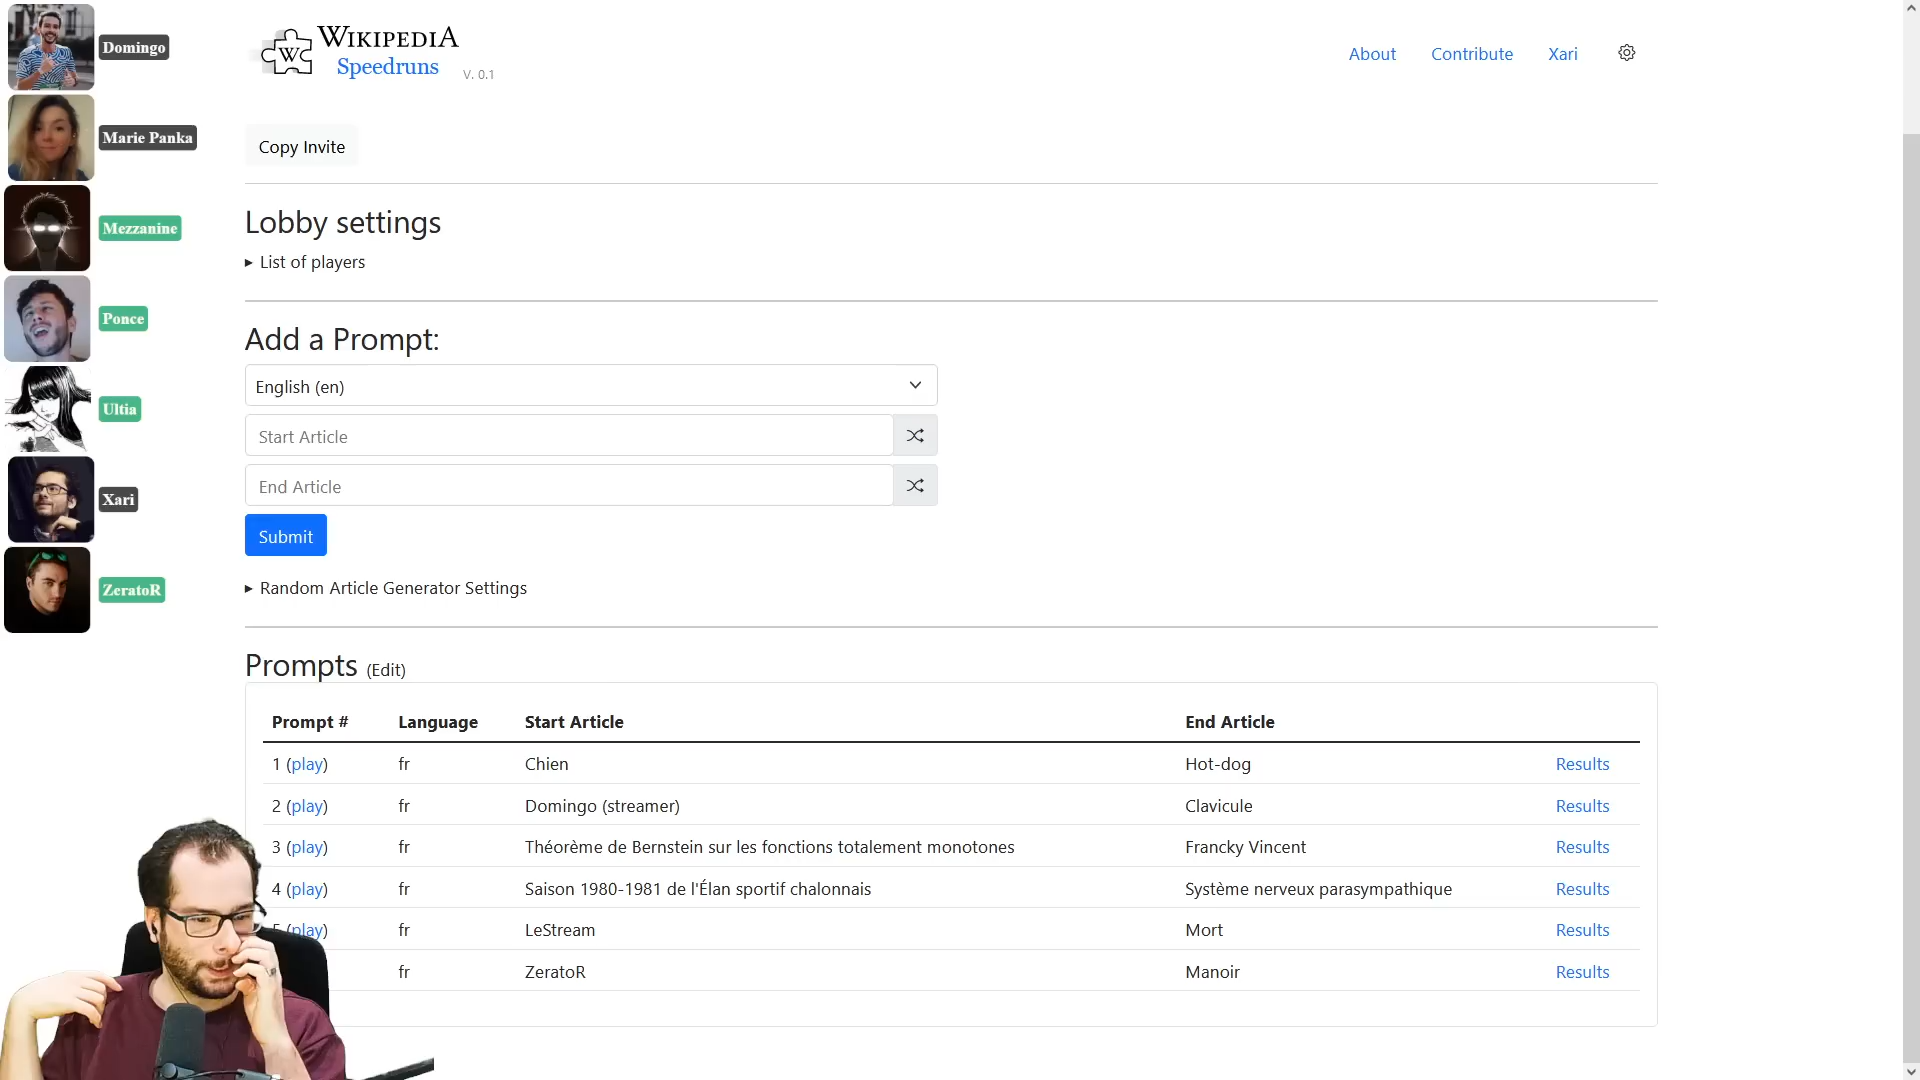 Domingo
Marie Panka
Mezzanine
Ponce
Ultia
Xari
ZeratoR
W
WIKIPEDIA
Speedruns
V. 0.1
About
Contribute
Xari
Copy Invite
Lobby settings
▸ List of players
Add a Prompt:
English (en)
Start Article
End Article
Submit
▸ Random Article Generator Settings
Prompts (Edit)
Prompt # Language Start Article End Article
1 (play) fr Chien Hot-dog Results
2 (play) fr Domingo (streamer) Clavicule Results
3 (play) fr Théorème de Bernstein sur les fonctions totalement monotones Francky Vincent Results
4 (play) fr Saison 1980-1981 de l'Élan sportif chalonnais Système nerveux parasympathique Results
5 (play) fr LeStream Mort Results
fr ZeratoR Manoir Results